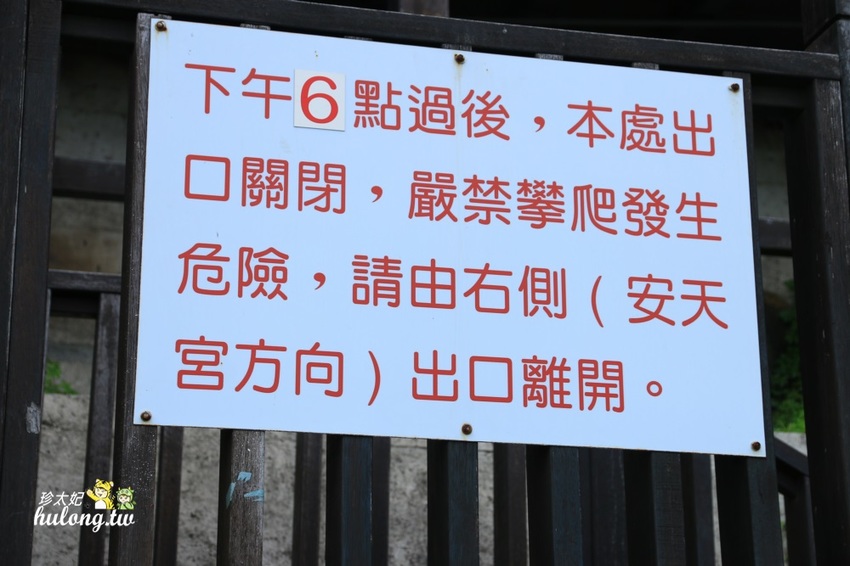 下午6點過後，本處出
口關閉，嚴禁攀爬發生
危險，請由右側（安天
宮方向）出口離開。
珍太妃
hulong.tw